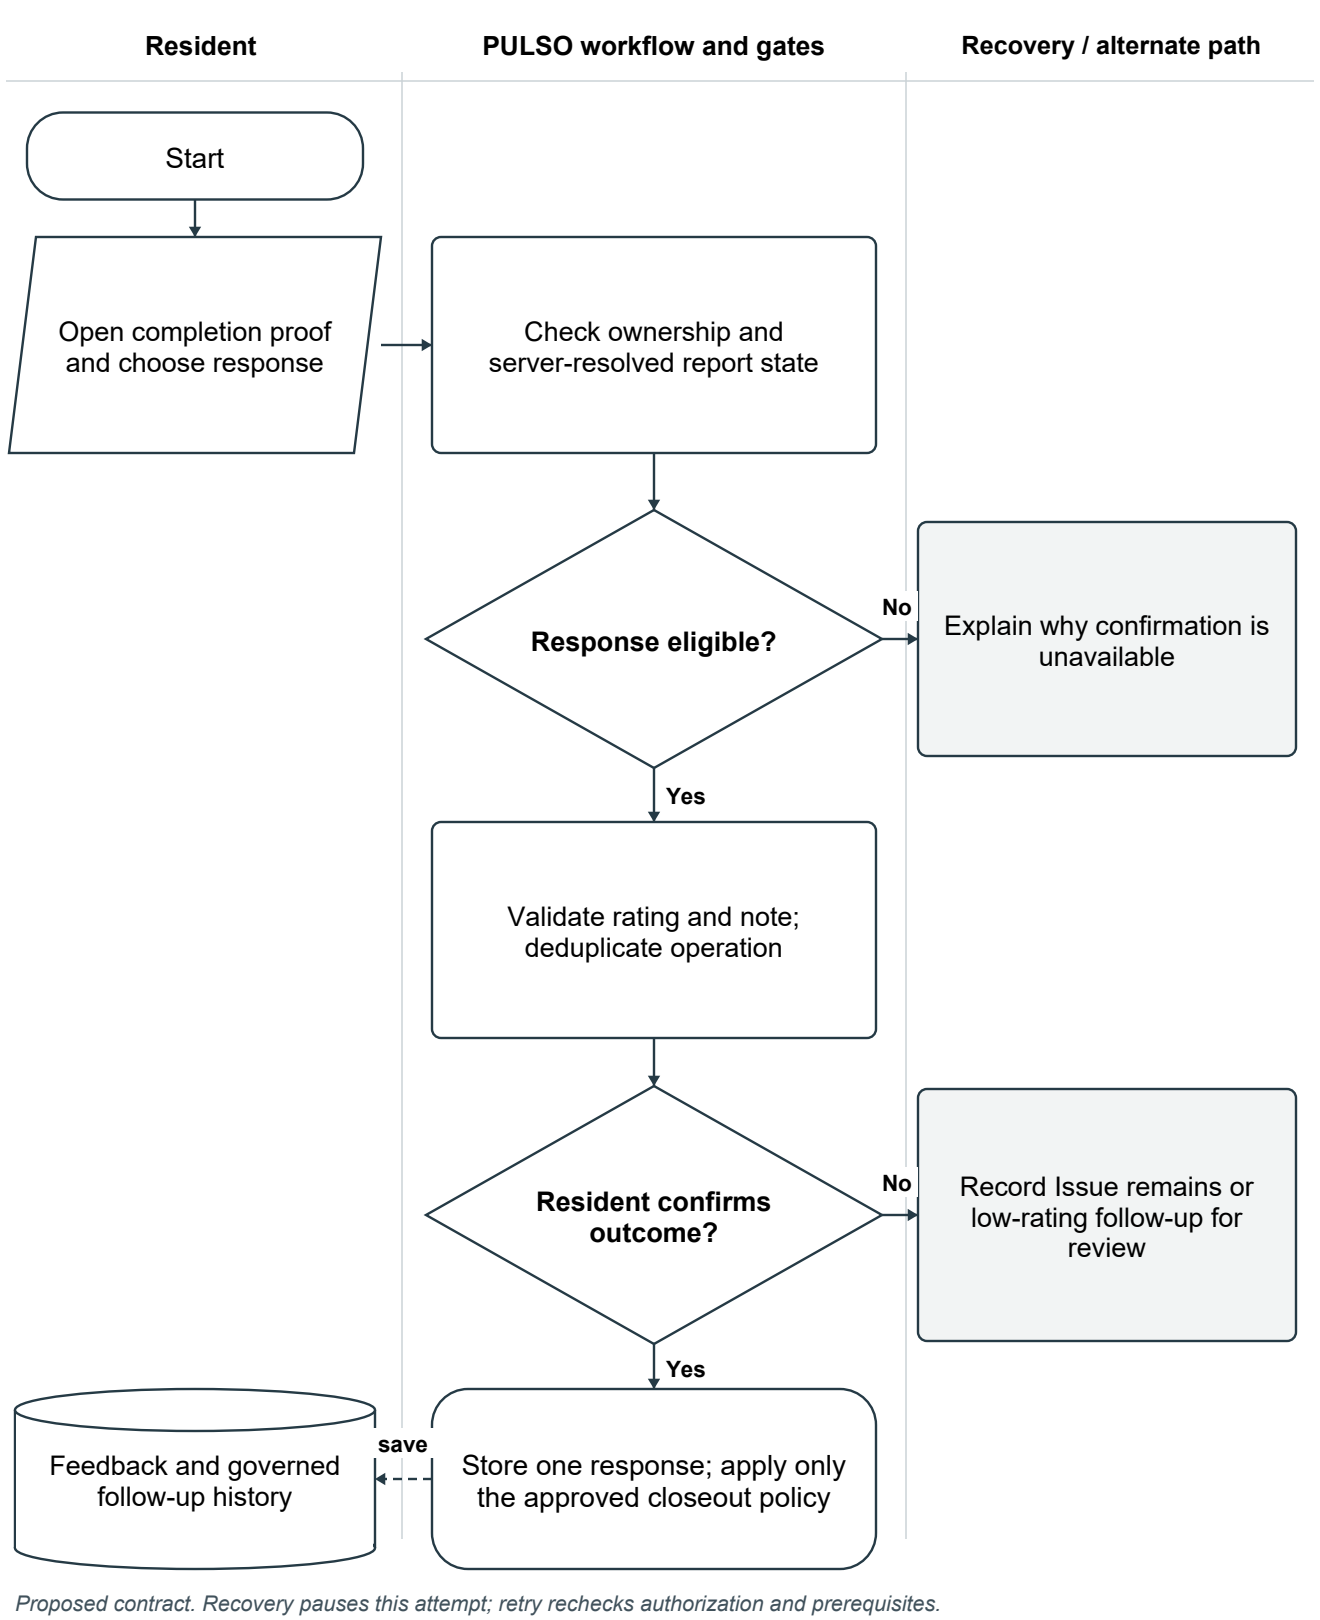 Resident
PULSO workflow and gates
Recovery / alternate path
Start
Open completion proof
and choose response
Check ownership and
server-resolved report state
Response eligible?
No
Explain why confirmation is
unavailable
Yes
Validate rating and note;
deduplicate operation
Resident confirms
outcome?
No
Record Issue remains or
low-rating follow-up for
review
Yes
Feedback and governed
follow-up history
save
Store one response; apply only
the approved closeout policy
Proposed contract. Recovery pauses this attempt; retry rechecks authorization and prerequisites.